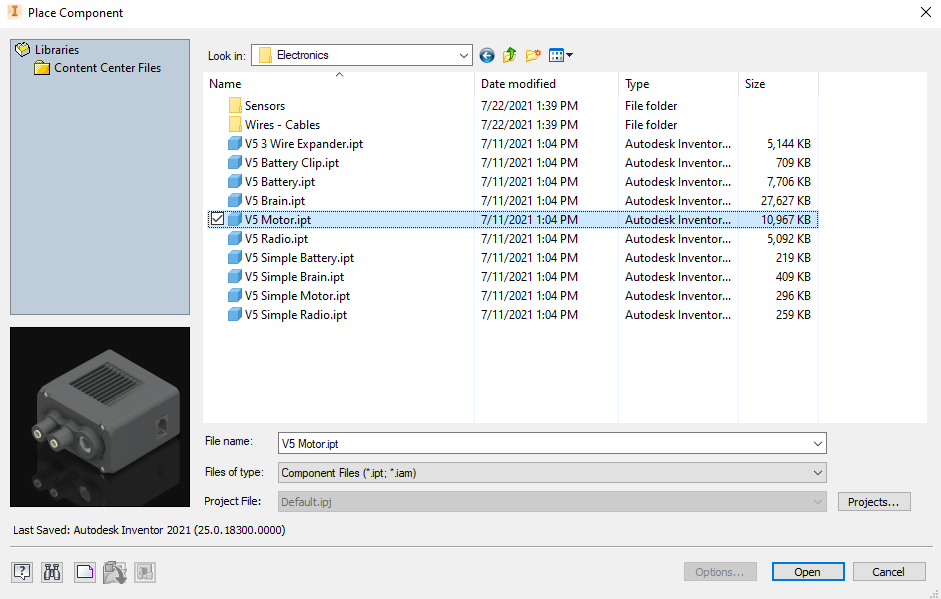 Place Component
Libraries
Content Center Files
Look in: Electronics
Name Date modified Type Size
Sensors 7/22/2021 1:39 PM File folder
Wires - Cables 7/22/2021 1:39 PM File folder
V5 3 Wire Expander.ipt 7/11/2021 1:04 PM Autodesk Inventor... 5,144 KB
V5 Battery Clip.ipt 7/11/2021 1:04 PM Autodesk Inventor... 709 KB
V5 Battery.ipt 7/11/2021 1:04 PM Autodesk Inventor... 7,706 KB
V5 Brain.ipt 7/11/2021 1:04 PM Autodesk Inventor... 27,627 KB
V5 Motor.ipt 7/11/2021 1:04 PM Autodesk Inventor... 10,967 KB
V5 Radio.ipt 7/11/2021 1:04 PM Autodesk Inventor... 5,092 KB
V5 Simple Battery.ipt 7/11/2021 1:04 PM Autodesk Inventor... 219 KB
V5 Simple Brain.ipt 7/11/2021 1:04 PM Autodesk Inventor... 409 KB
V5 Simple Motor.ipt 7/11/2021 1:04 PM Autodesk Inventor... 296 KB
V5 Simple Radio.ipt 7/11/2021 1:04 PM Autodesk Inventor... 259 KB
File name: V5 Motor.ipt
Files of type: Component Files (*.ipt; *.iam)
Project File: Default.ipj Projects...
Last Saved: Autodesk Inventor 2021 (25.0.18300.0000)
Options... Open Cancel